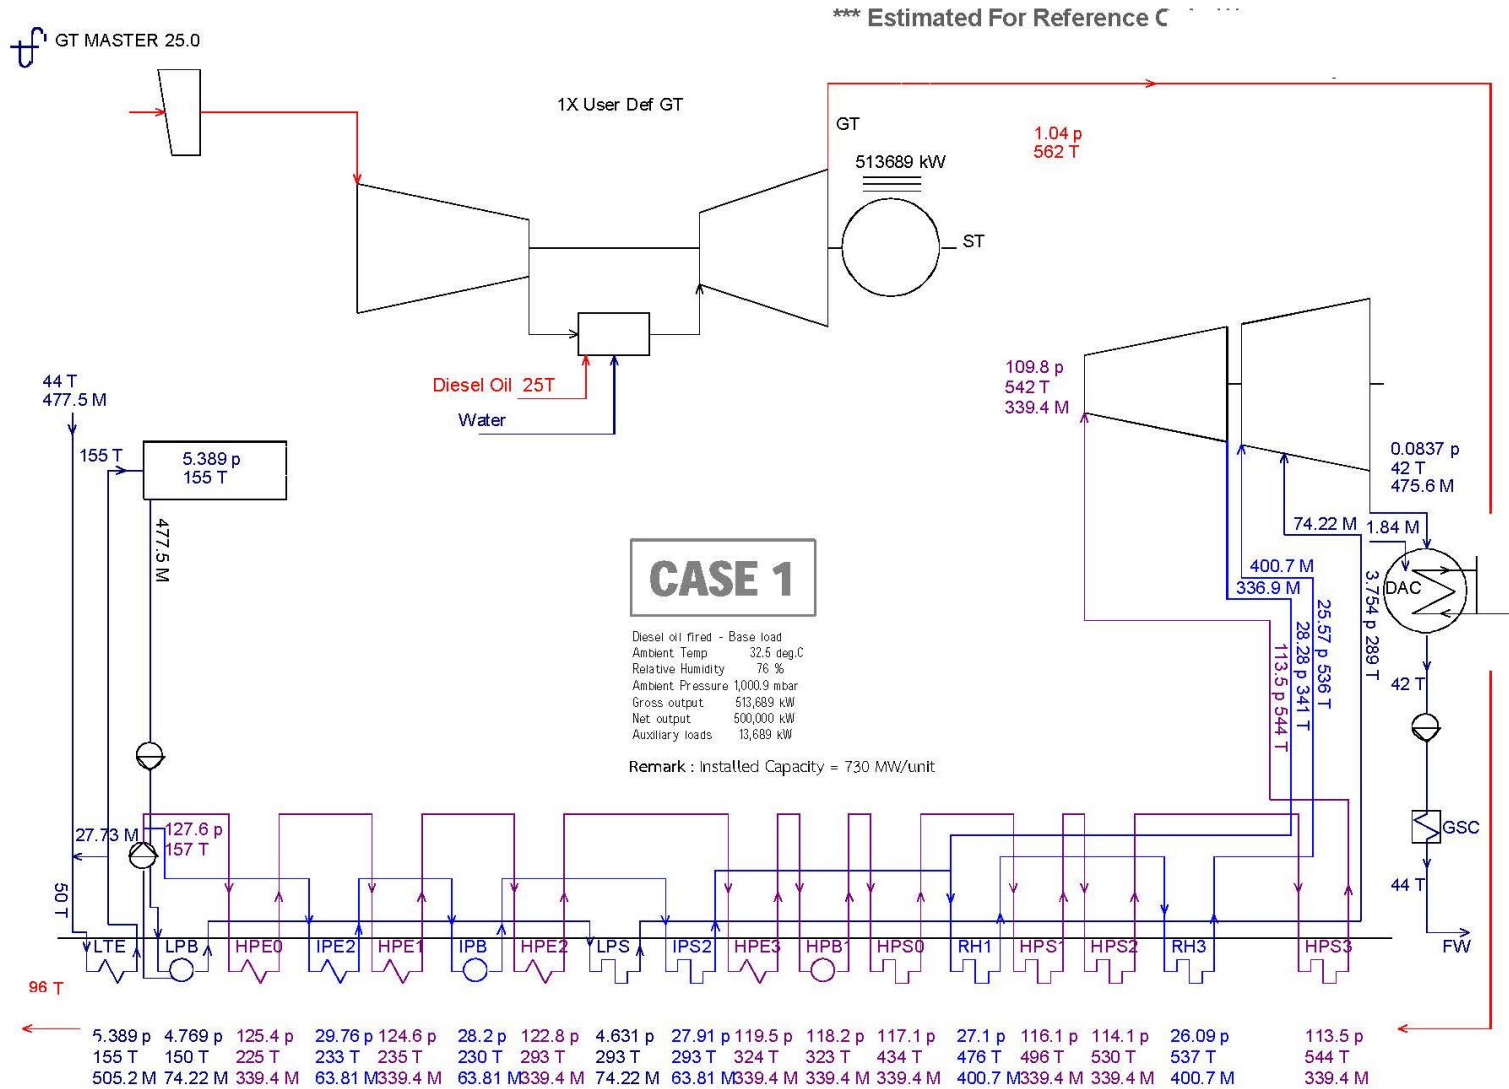 *** Estimated For Reference
GT MASTER 25.0
1X User Def GT
GT
513689 kW
ST
1.04 p
562 T
Diesel Oil 25T
Water
109.8 p
542 T
339.4 M
44 T
477.5 M
155 T
5.389 p
155 T
477.5 M
0.0837 p
42 T
475.6 M
74.22 M
1.84 M
400.7 M
336.9 M
DAC
3.754 p 289 T
25.57 p 536 T
28.28 p 341 T
113.5 p 544 T
42 T
GSC
44 T
FW
CASE 1
Diesel oil fired - Base load
Ambient Temp 32.5 deg.C
Relative Humidity 76 %
Ambient Pressure 1,000.9 mbar
Gross output 513,689 kW
Net output 500,000 kW
Auxiliary loads 13,689 kW
Remark : Installed Capacity = 730 MW/unit
27.73 M
127.6 p
157 T
50 T
LTE LPB HPE0 IPE2 HPE1 IPB HPE2 LPS IPS2 HPE3 HPB1 HPS0 RH1 HPS1 HPS2 RH3 HPS3
96 T
5.389 p 4.769 p 125.4 p 29.76 p 124.6 p 28.2 p 122.8 p 4.631 p 27.91 p 119.5 p 118.2 p 117.1 p 27.1 p 116.1 p 114.1 p 26.09 p 113.5 p
155 T 150 T 225 T 233 T 235 T 230 T 293 T 293 T 293 T 324 T 323 T 434 T 476 T 496 T 530 T 537 T 544 T
505.2 M 74.22 M 339.4 M 63.81 M 339.4 M 63.81 M 339.4 M 74.22 M 63.81 M 339.4 M 339.4 M 339.4 M 400.7 M 339.4 M 339.4 M 400.7 M 339.4 M